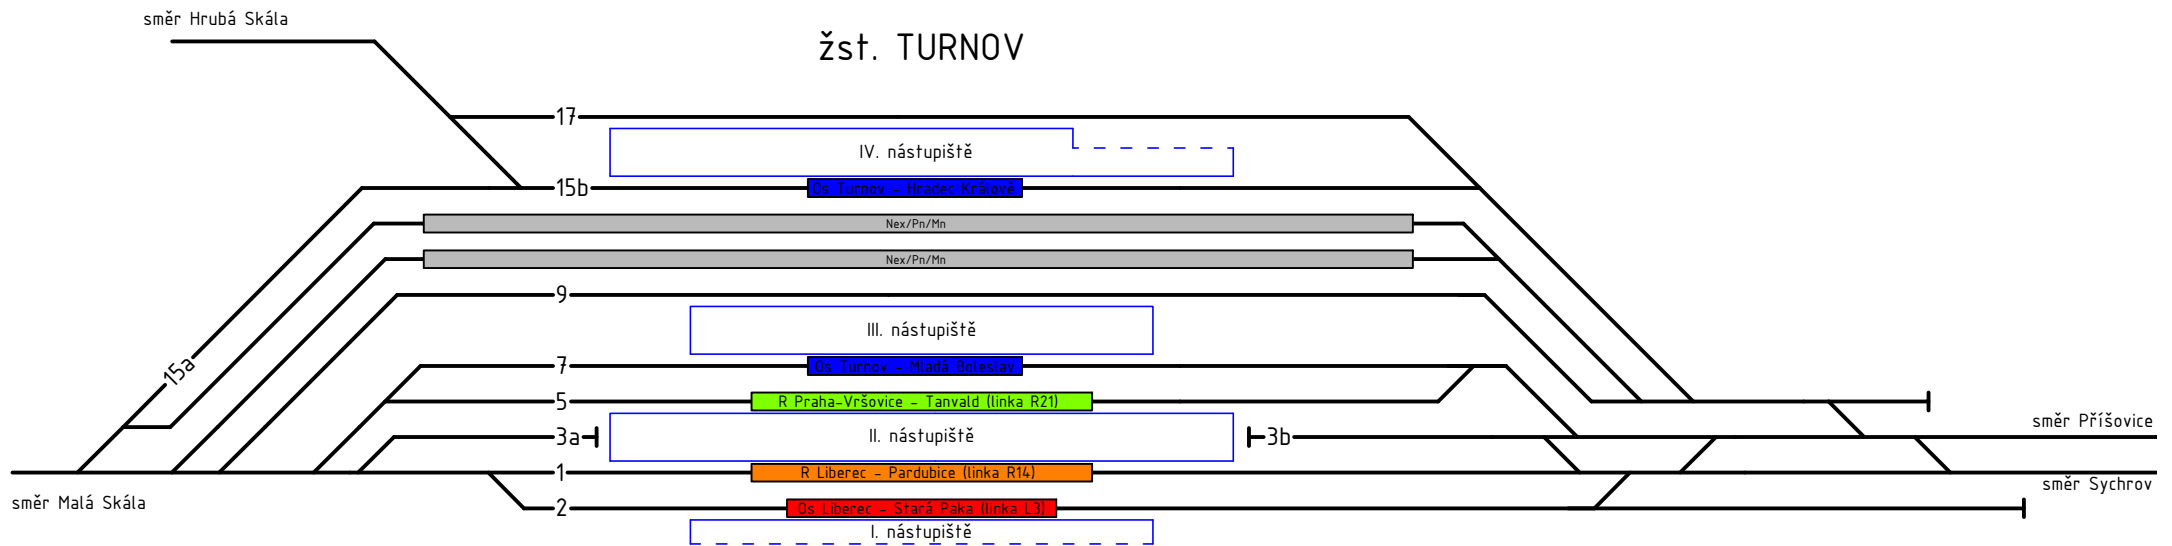 směr Hrubá Skála
žst. TURNOV
17
IV. nástupiště
15b
Os Turnov - Hradec Králové
Nex/Pn/Mn
Nex/Pn/Mn
9
III. nástupiště
15a
7
Os Turnov - Mladá Boleslav
5
R Praha-Vršovice - Tanvald (linka R21)
směr Příšovice
3a
II. nástupiště
3b
1
R Liberec - Pardubice (linka R14)
směr Sychrov
směr Malá Skála
2
Os Liberec - Stará Paka (linka L3)
I. nástupiště